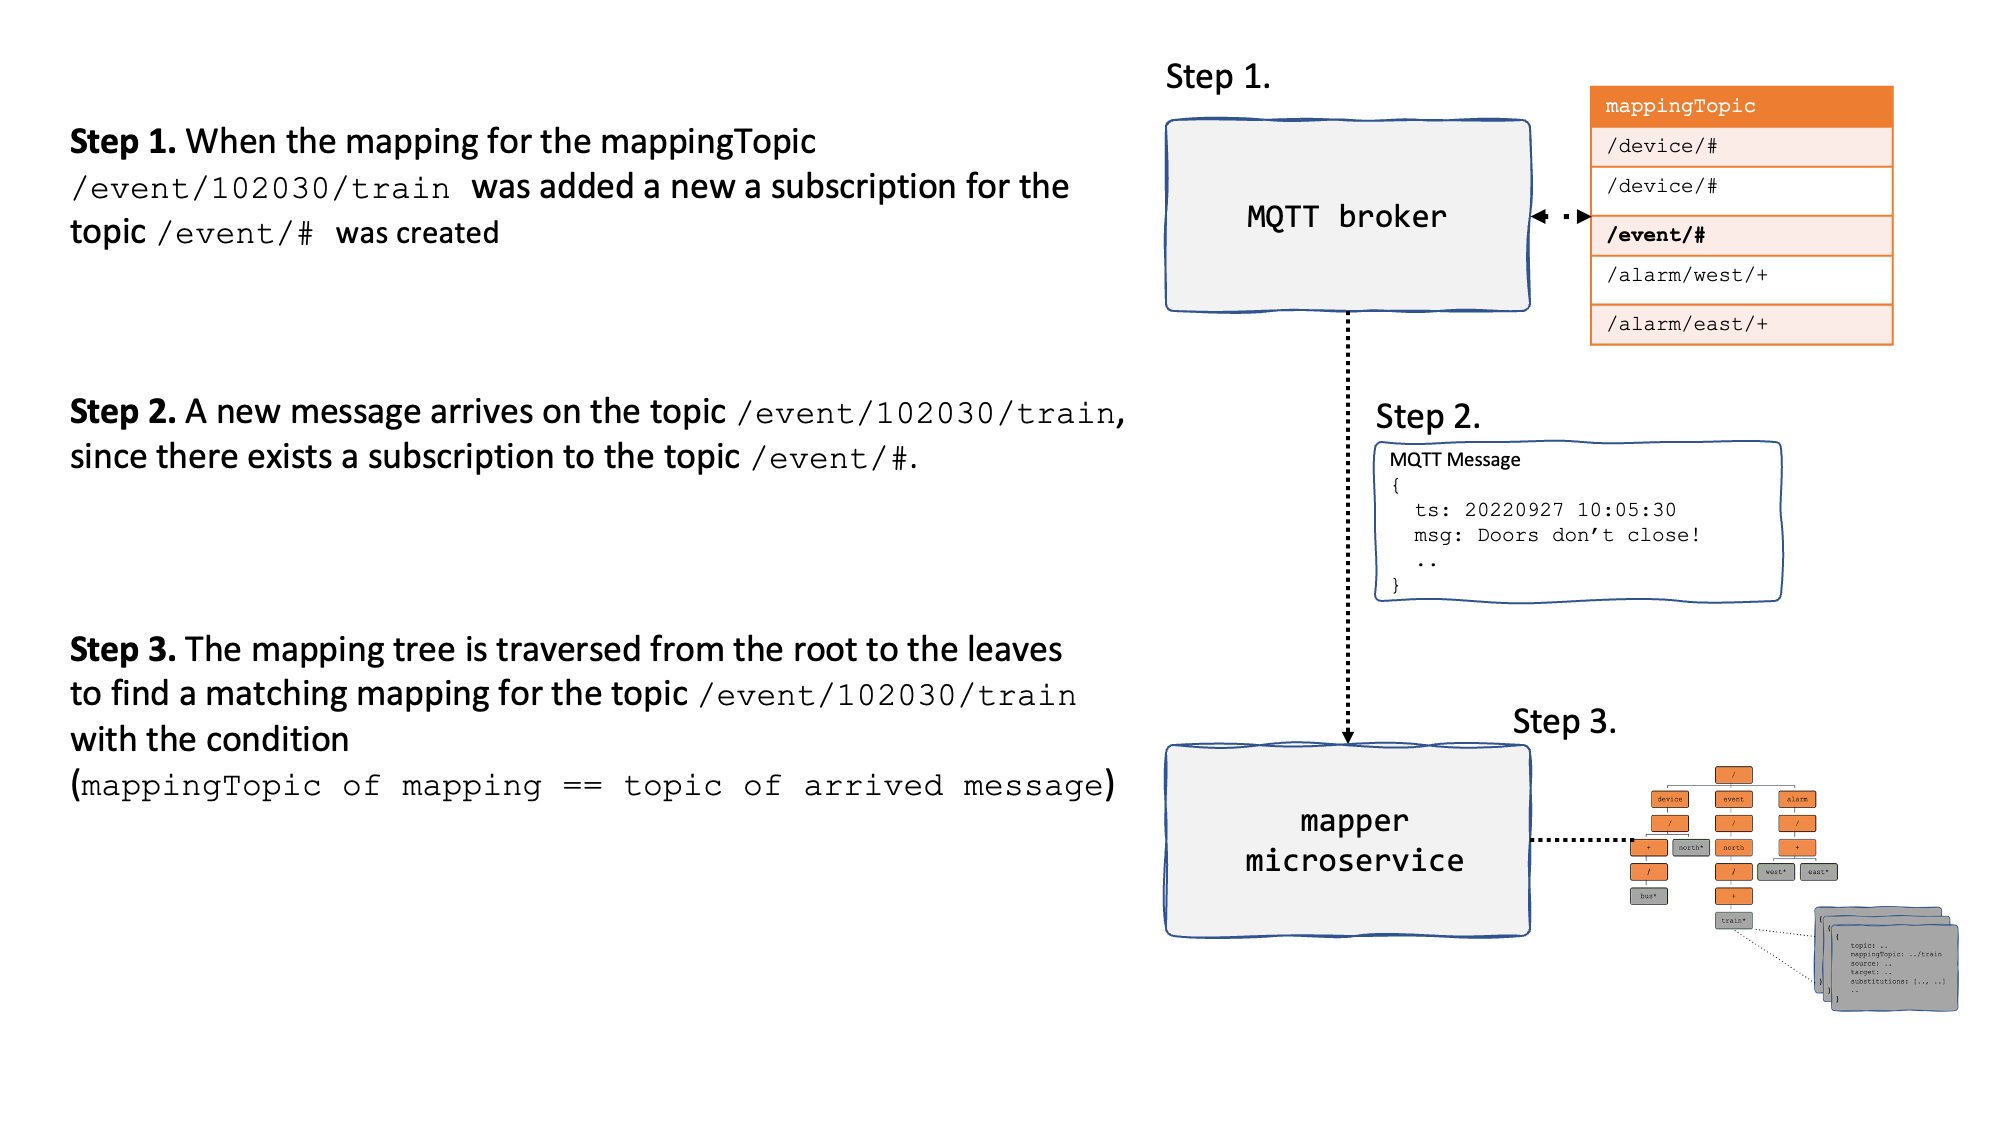 Step 1. When the mapping for the mappingTopic
/event/102030/train was added a new a subscription for the
topic /event/# was created
Step 2. A new message arrives on the topic /event/102030/train,
since there exists a subscription to the topic /event/#.
Step 3. The mapping tree is traversed from the root to the leaves
to find a matching mapping for the topic /event/102030/train
with the condition
(mappingTopic of mapping == topic of arrived message)
Step 1.
MQTT broker
mappingTopic
/device/#
/device/#
/event/#
/alarm/west/+
/alarm/east/+
Step 2.
MQTT Message
{
ts: 20220927 10:05:30
msg: Doors don’t close!
..
}
Step 3.
mapper
microservice
/
device event alarm
/ / /
+ north* north +
/ / west* east*
bus* +
train*
{
topic: ..
mappingTopic: ../train
source: ..
target: ..
substitutions: [.., ..]
..
}